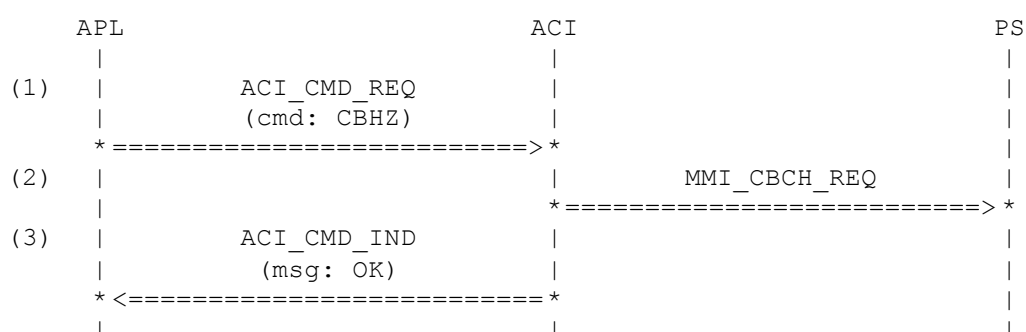 APL ACI PS
(1) ACI_CMD_REQ
(cmd: CBHZ)
(2) MMI_CBCH_REQ
(3) ACI_CMD_IND
(msg: OK)